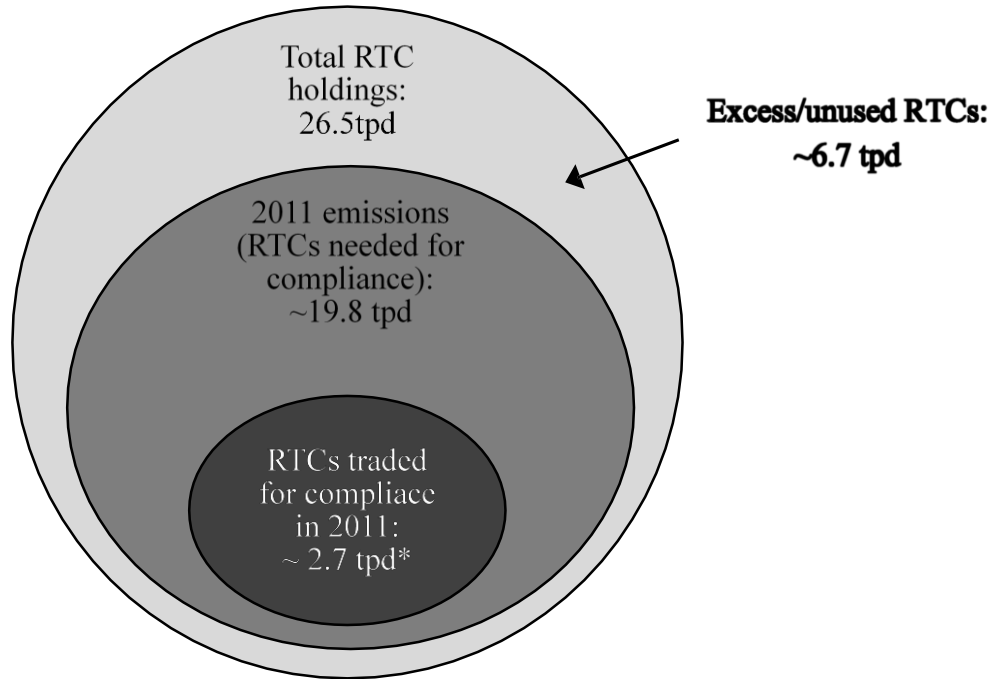 Total RTC
holdings:
26.5tpd
Excess/unused RTCs:
~6.7 tpd
2011 emissions
(RTCs needed for
compliance):
~19.8 tpd
RTCs traded
for compliace
in 2011:
~ 2.7 tpd*